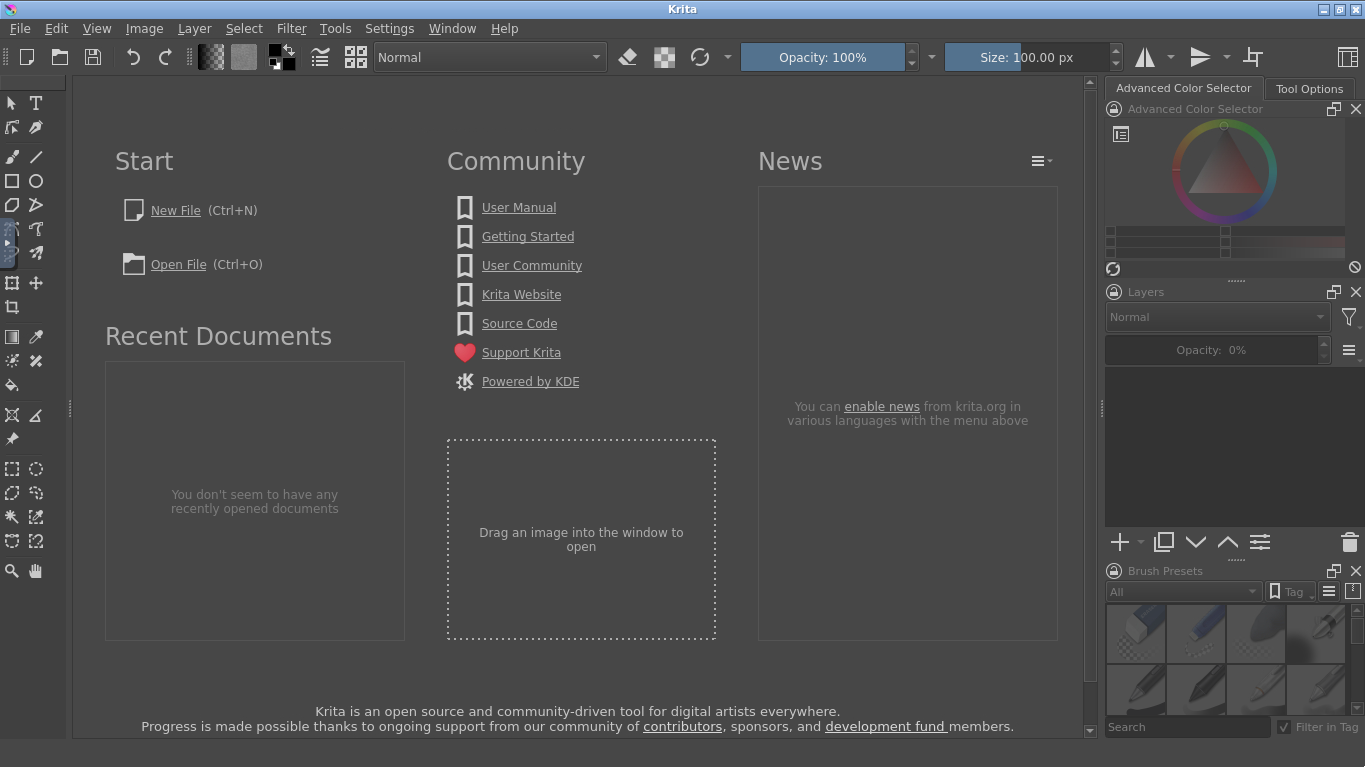 Krita
File Edit View Image Layer Select Filter Tools Settings Window Help
Normal
Opacity: 100%
Size: 100.00 px
Advanced Color Selector
Tool Options
Advanced Color Selector
Start
New File (Ctrl+N)
Open File (Ctrl+O)
Recent Documents
You don't seem to have any
recently opened documents
Community
User Manual
Getting Started
User Community
Krita Website
Source Code
Support Krita
Powered by KDE
Drag an image into the window to
open
News
You can enable news from krita.org in
various languages with the menu above
Krita is an open source and community-driven tool for digital artists everywhere.
Progress is made possible thanks to ongoing support from our community of contributors, sponsors, and development fund members.
Layers
Normal
Opacity: 0%
Brush Presets
All
Tag
Search
Filter in Tag